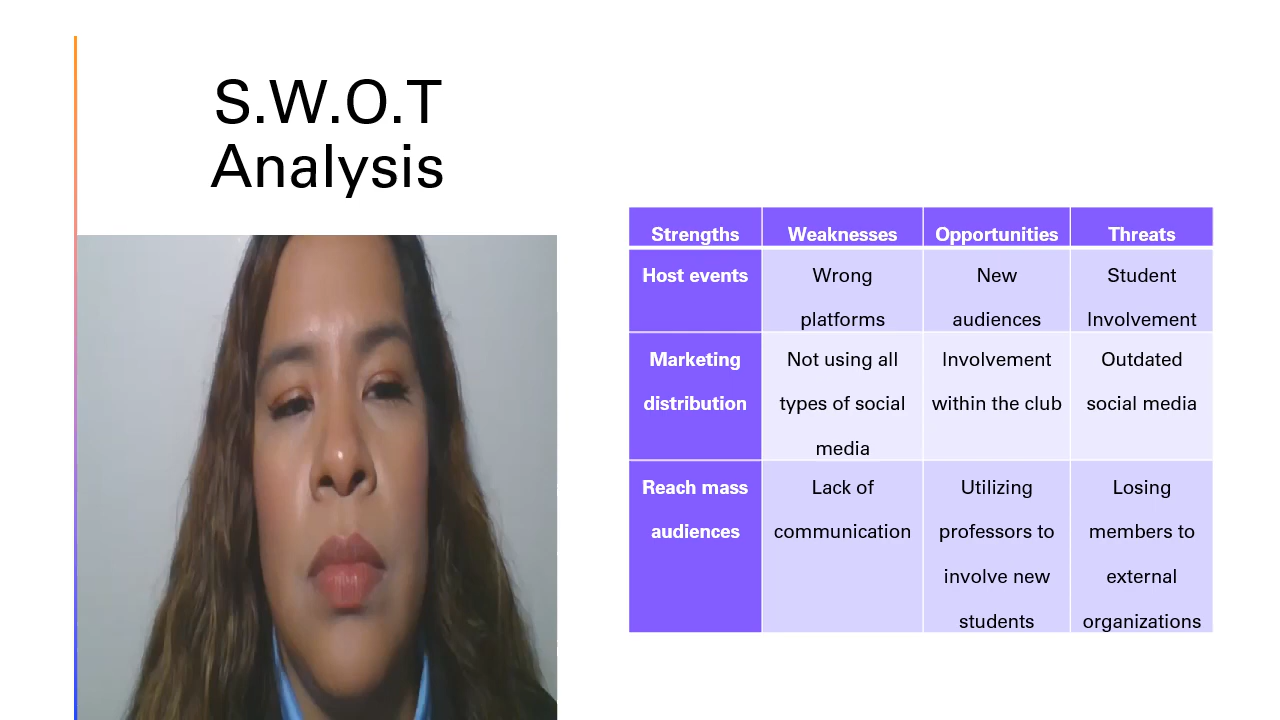 S.W.O.T
Analysis
Strengths Weaknesses Opportunities Threats
Host events
Wrong
platforms
New
audiences
Student
Involvement
Marketing
distribution
Not using all
types of social
media
Involvement
within the club
Outdated
social media
Reach mass
audiences
Lack of
communication
Utilizing
professors to
involve new
students
Losing
members to
external
organizations